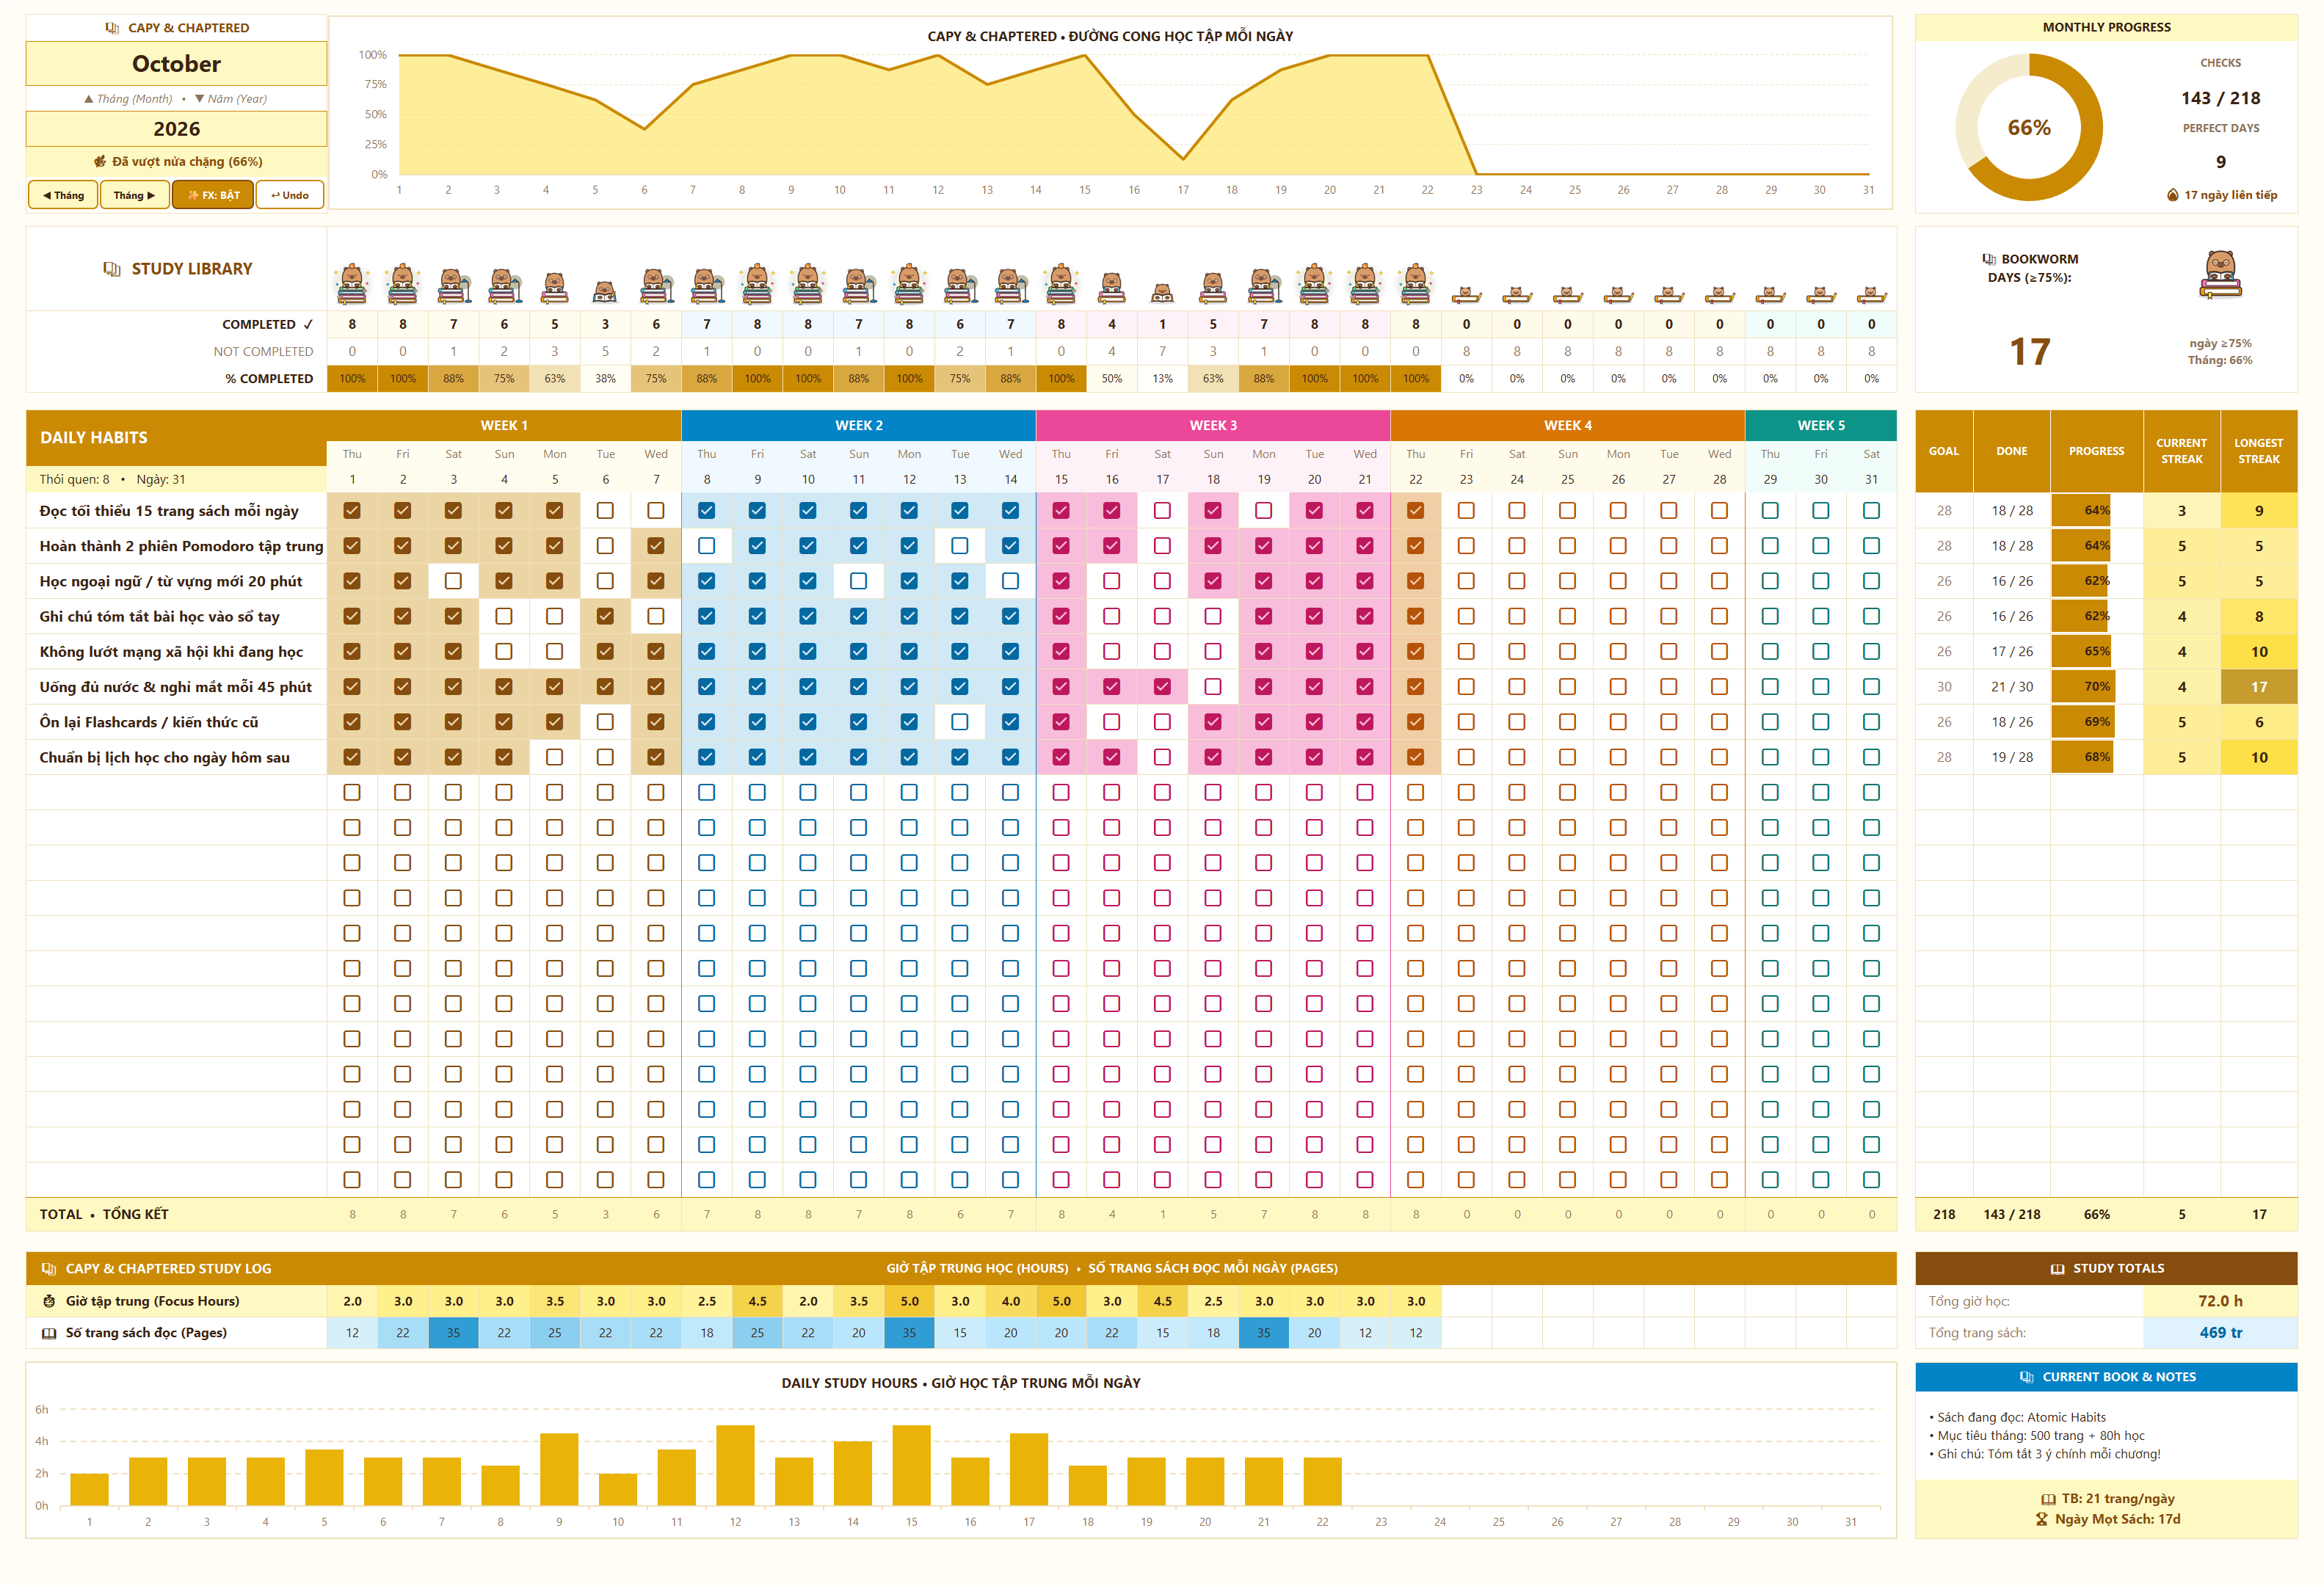 CAPY & CHAPTERED
October
▲ Tháng (Month) • ▼ Năm (Year)
2026
Đã vượt nửa chặng (66%)
◀ Tháng Tháng ▶ FX: BẬT ↩ Undo
CAPY & CHAPTERED • ĐƯỜNG CONG HỌC TẬP MỖI NGÀY
100%
75%
50%
25%
0%
1 2 3 4 5 6 7 8 9 10 11 12 13 14 15 16 17 18 19 20 21 22 23 24 25 26 27 28 29 30 31
MONTHLY PROGRESS
66%
CHECKS
143 / 218
PERFECT DAYS
9
17 ngày liên tiếp
STUDY LIBRARY
COMPLETED ✓ 8 8 7 6 5 3 6 7 8 8 7 8 6 7 8 4 1 5 7 8 8 8 0 0 0 0 0 0 0 0 0
NOT COMPLETED 0 0 1 2 3 5 2 1 0 0 1 0 2 1 0 4 7 3 1 0 0 0 8 8 8 8 8 8 8 8 8
% COMPLETED 100% 100% 88% 75% 63% 38% 75% 88% 100% 100% 88% 100% 75% 88% 100% 50% 13% 63% 88% 100% 100% 100% 0% 0% 0% 0% 0% 0% 0% 0% 0%
BOOKWORM
DAYS (≥75%):
17
ngày ≥75%
Tháng: 66%
DAILY HABITS
WEEK 1 WEEK 2 WEEK 3 WEEK 4 WEEK 5
Thu Fri Sat Sun Mon Tue Wed Thu Fri Sat Sun Mon Tue Wed Thu Fri Sat Sun Mon Tue Wed Thu Fri Sat Sun Mon Tue Wed Thu Fri Sat
Thói quen: 8 • Ngày: 31 1 2 3 4 5 6 7 8 9 10 11 12 13 14 15 16 17 18 19 20 21 22 23 24 25 26 27 28 29 30 31
GOAL DONE PROGRESS CURRENT STREAK LONGEST STREAK
Đọc tối thiểu 15 trang sách mỗi ngày 28 18 / 28 64% 3 9
Hoàn thành 2 phiên Pomodoro tập trung 28 18 / 28 64% 5 5
Học ngoại ngữ / từ vựng mới 20 phút 26 16 / 26 62% 5 5
Ghi chú tóm tắt bài học vào sổ tay 26 16 / 26 62% 4 8
Không lướt mạng xã hội khi đang học 26 17 / 26 65% 4 10
Uống đủ nước & nghỉ mắt mỗi 45 phút 30 21 / 30 70% 4 17
Ôn lại Flashcards / kiến thức cũ 26 18 / 26 69% 5 6
Chuẩn bị lịch học cho ngày hôm sau 28 19 / 28 68% 5 10
TOTAL • TỔNG KẾT 8 8 7 6 5 3 6 7 8 8 7 8 6 7 8 4 1 5 7 8 8 8 0 0 0 0 0 0 0 0 0 218 143 / 218 66% 5 17
CAPY & CHAPTERED STUDY LOG GIỜ TẬP TRUNG HỌC (HOURS) • SỐ TRANG SÁCH ĐỌC MỖI NGÀY (PAGES)
Giờ tập trung (Focus Hours) 2.0 3.0 3.0 3.0 3.5 3.0 3.0 2.5 4.5 2.0 3.5 5.0 3.0 4.0 5.0 3.0 4.5 2.5 3.0 3.0 3.0 3.0
Số trang sách đọc (Pages) 12 22 35 22 25 22 22 18 25 22 20 35 15 20 20 22 15 18 35 20 12 12
STUDY TOTALS
Tổng giờ học: 72.0 h
Tổng trang sách: 469 tr
DAILY STUDY HOURS • GIỜ HỌC TẬP TRUNG MỖI NGÀY
6h
4h
2h
0h
1 2 3 4 5 6 7 8 9 10 11 12 13 14 15 16 17 18 19 20 21 22 23 24 25 26 27 28 29 30 31
CURRENT BOOK & NOTES
• Sách đang đọc: Atomic Habits
• Mục tiêu tháng: 500 trang + 80h học
• Ghi chú: Tóm tắt 3 ý chính mỗi chương!
TB: 21 trang/ngày
Ngày Mọt Sách: 17d